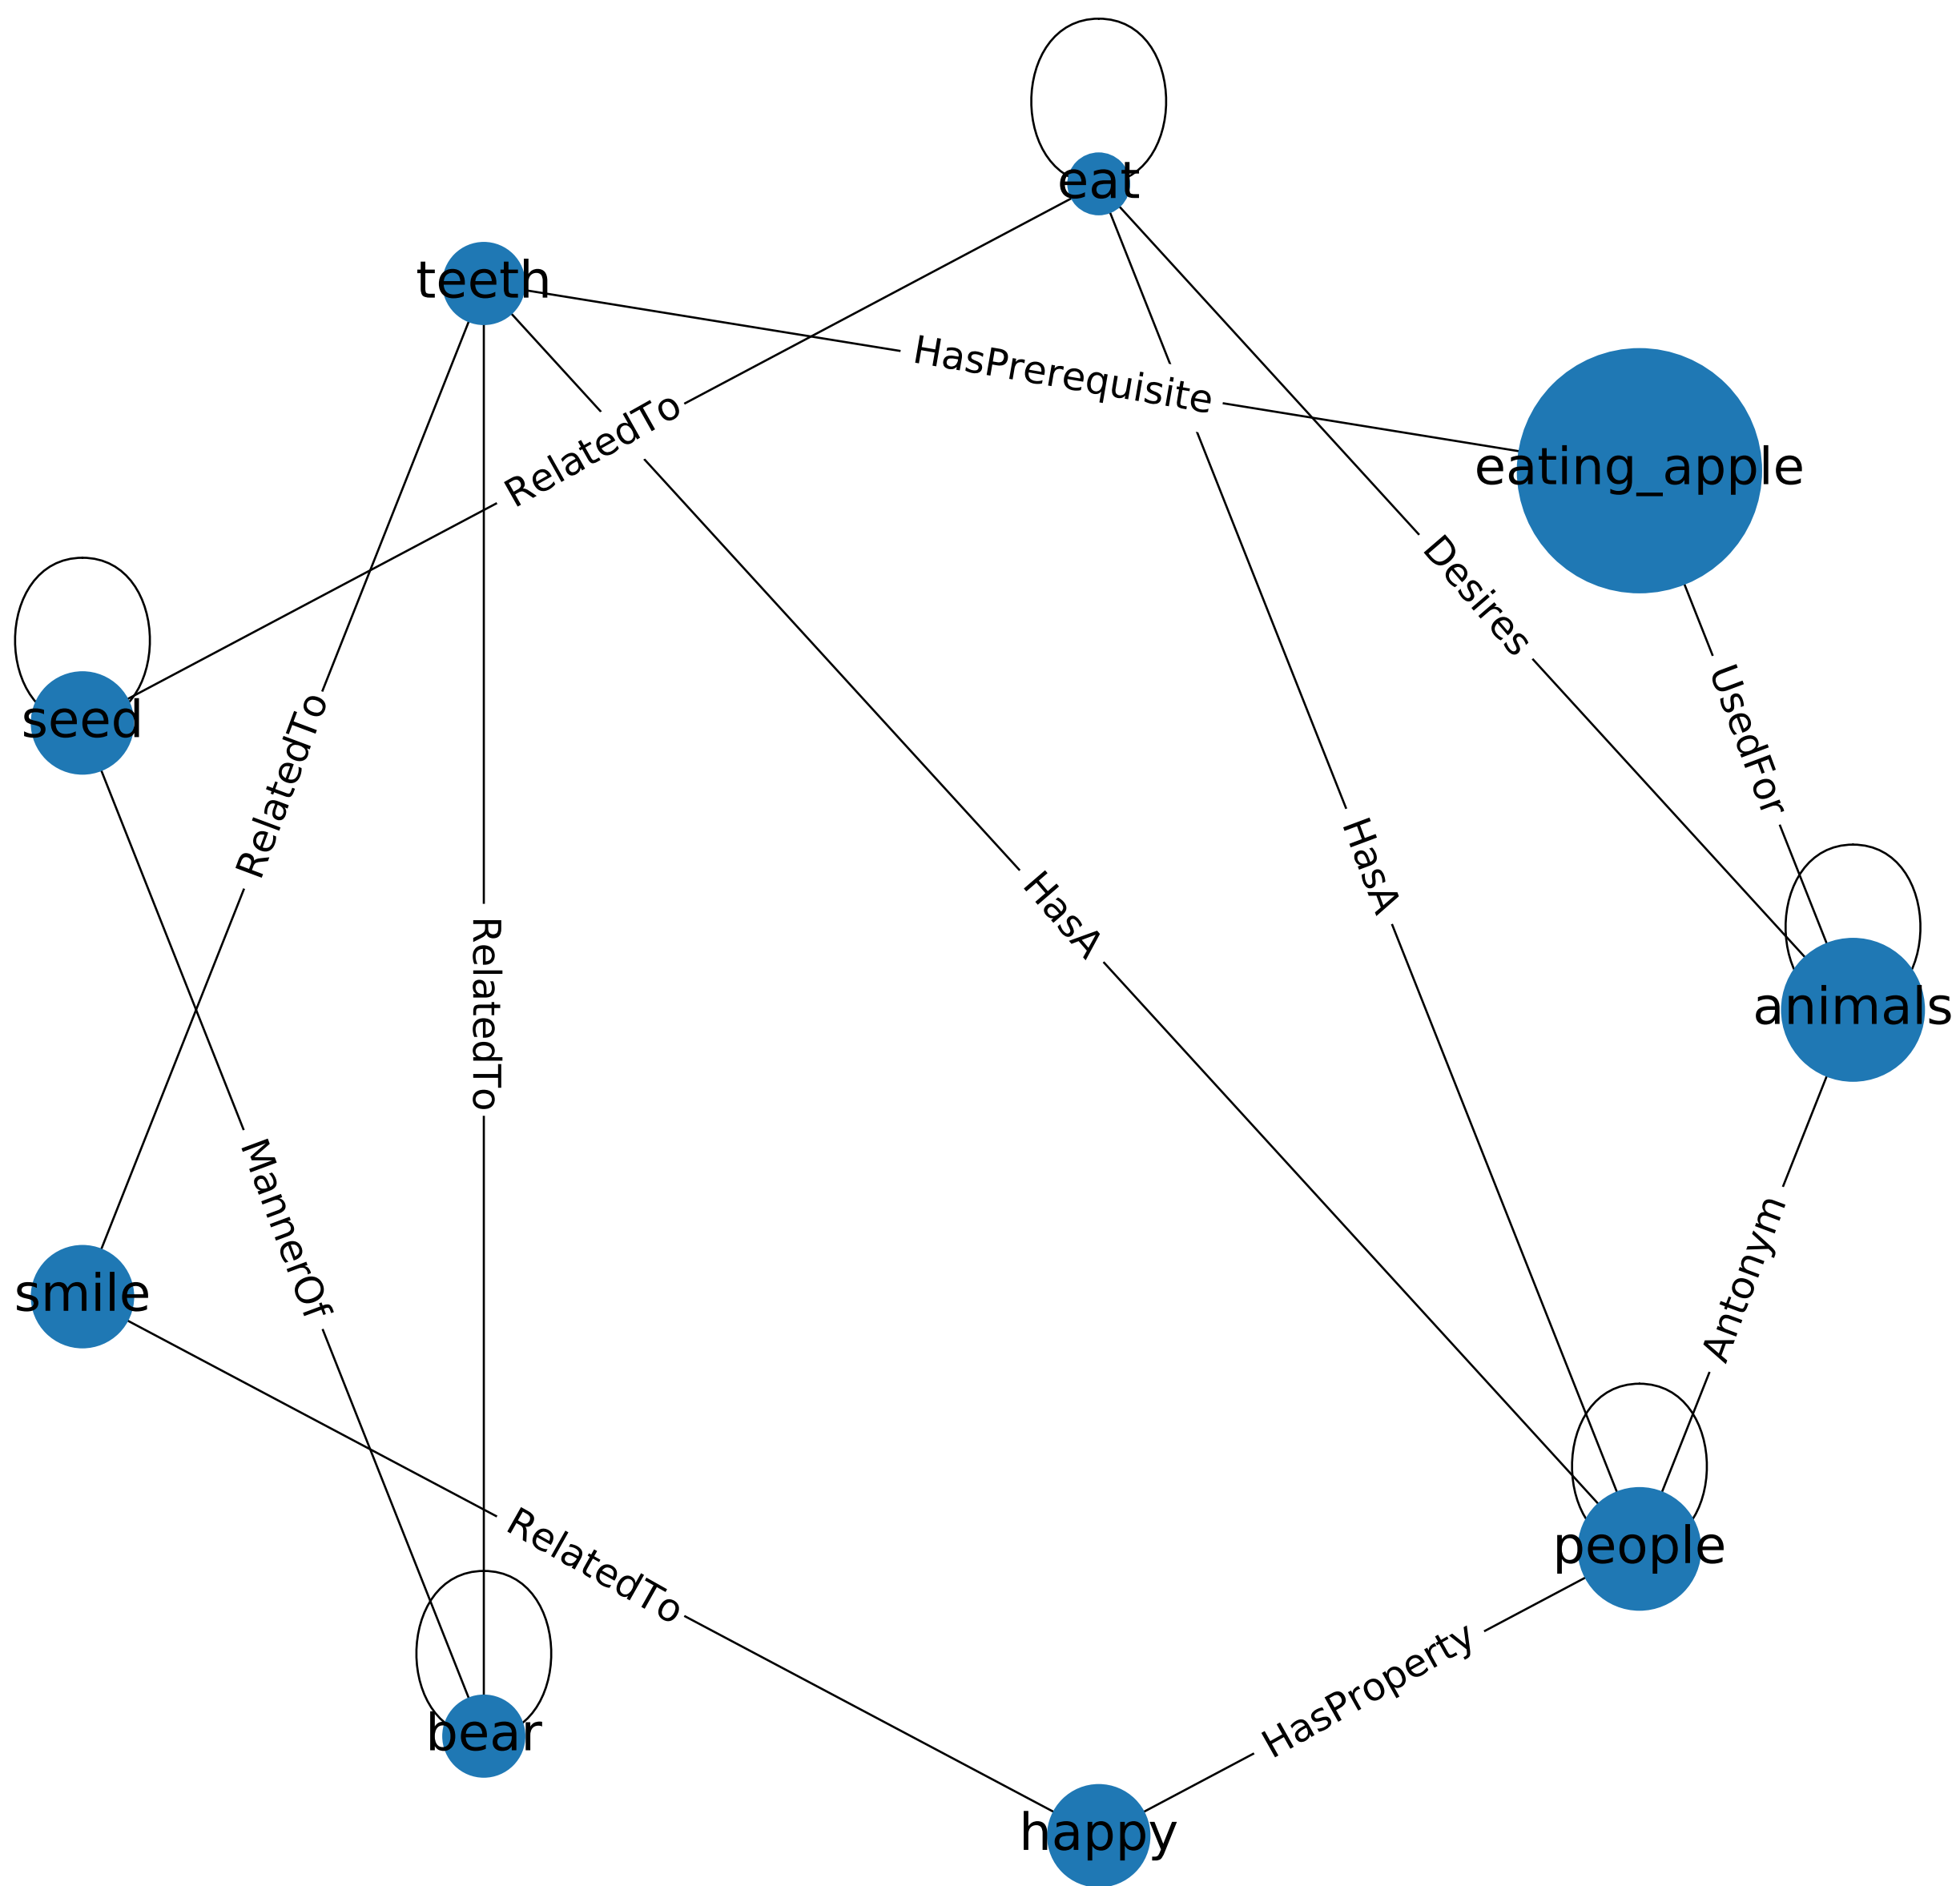 eat
teeth
HasPrerequisite
RelatedTo
eating_apple
Desires
UsedFor
seed
RelatedTo
HasA
HasA
RelatedTo
animals
MannerOf
Antonym
smile
RelatedTo
people
HasProperty
bear
happy